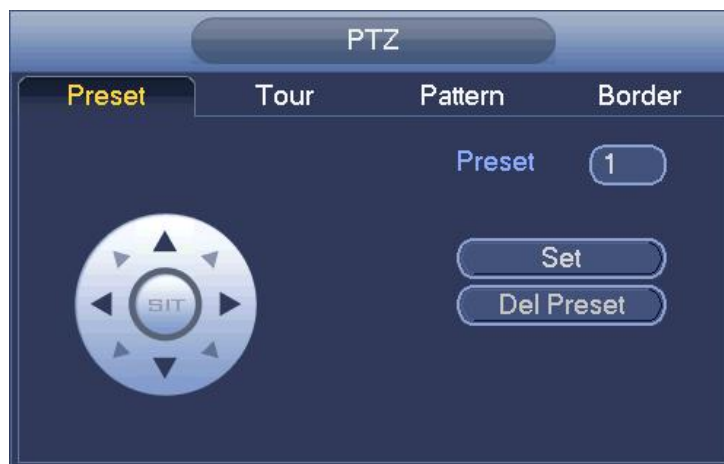 PTZ
Preset Tour Pattern Border
Preset 1
SIT
Set
Del Preset